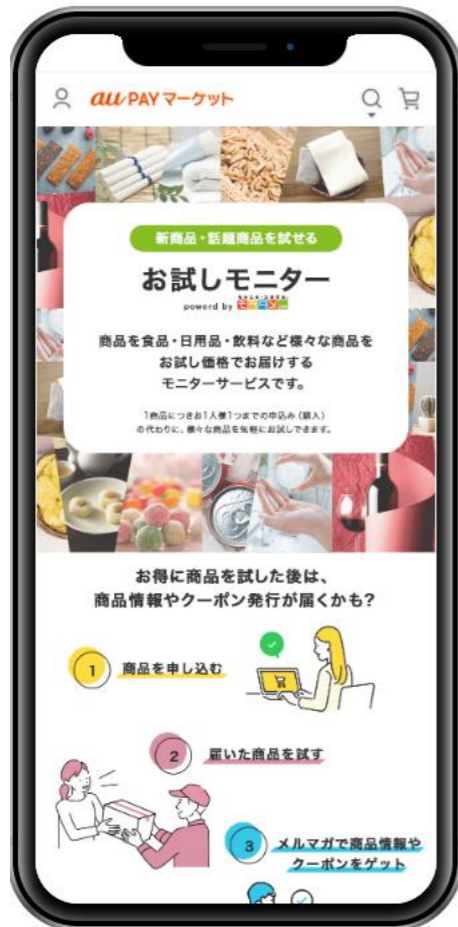 au PAY マーケット
新商品・話題商品を試せる
お試しモニター
powerd by モラえる
商品を食品・日用品・飲料など様々な商品を
お試し価格でお届けする
モニターサービスです。
1商品につきお1人様1つまでの申込み（購入）
の代わりに、様々な商品を気軽にお試しできます。
お得に商品を試した後は、
商品情報やクーポン発行が届くかも?
1 商品を申し込む
2 届いた商品を試す
3 メルマガで商品情報や
クーポンをゲット